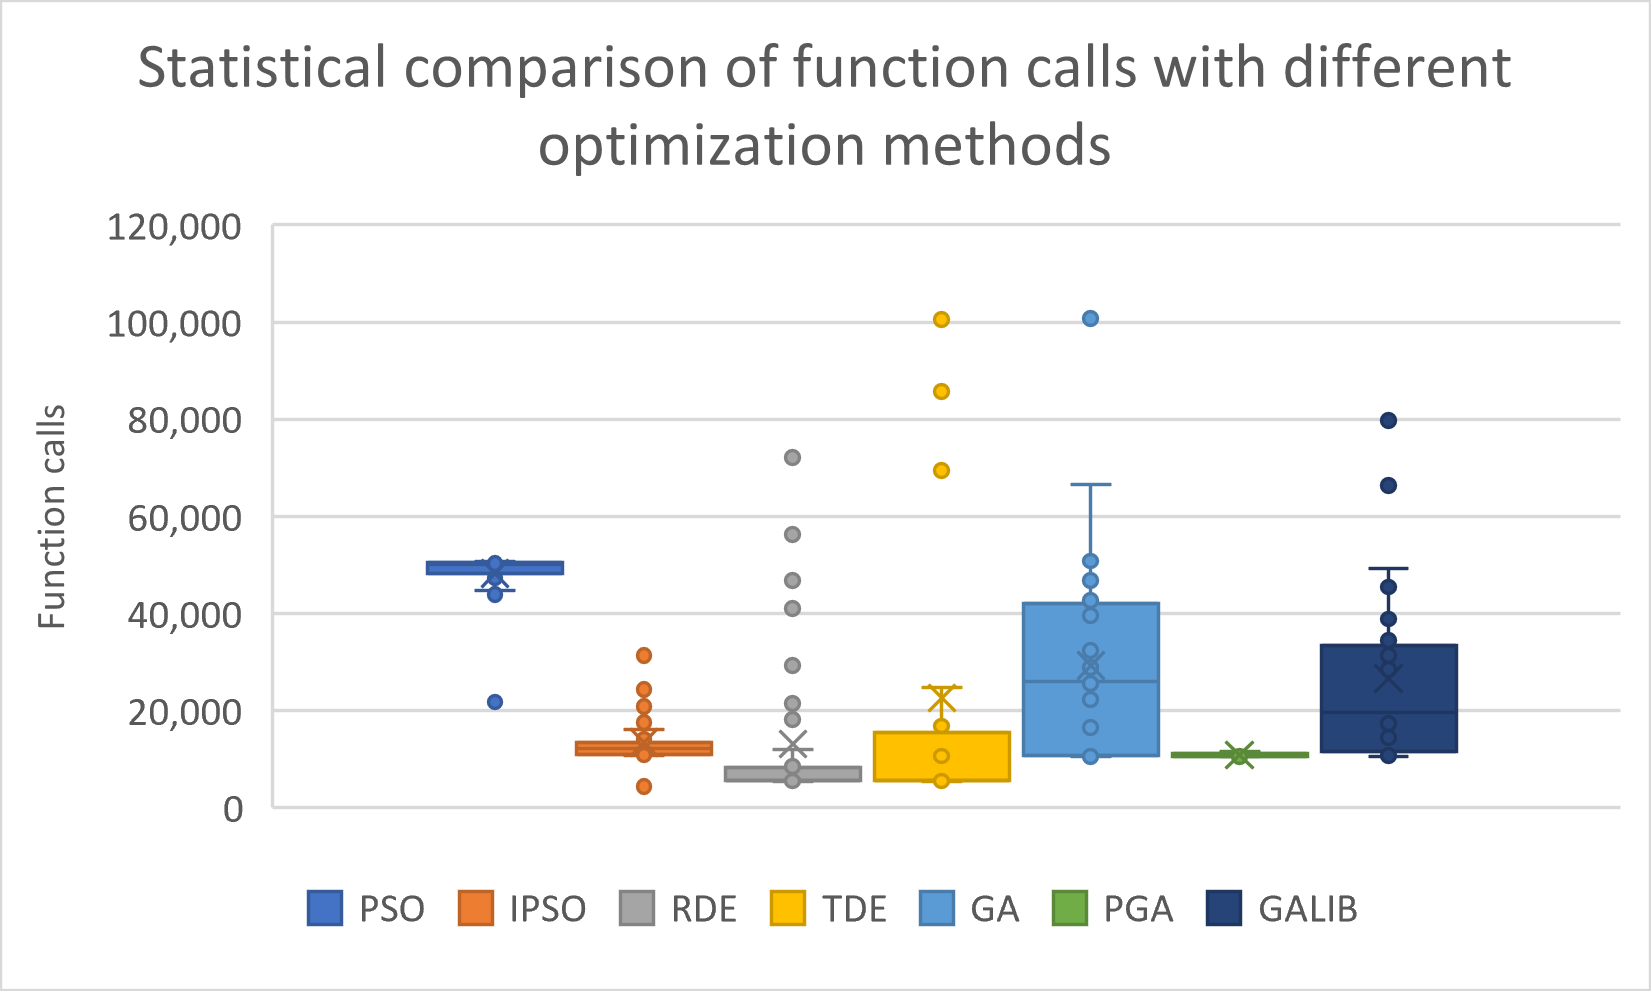 Statistical comparison of function calls with different
optimization methods
120,000
100,000
80,000
60,000
40,000
20,000
0
Function calls
PSO IPSO RDE TDE GA PGA GALIB